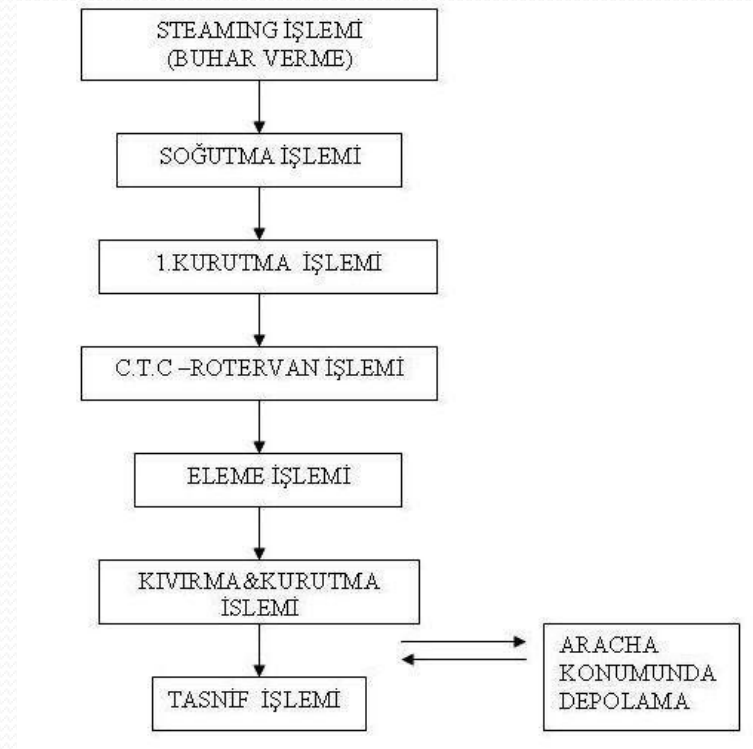 STEAMING İŞLEMİ
(BUHAR VERME)
SOĞUTMA İŞLEMİ
1.KURUTMA İŞLEMİ
C.T.C –ROTERVAN İŞLEMİ
ELEME İŞLEMİ
KIVIRMA&KURUTMA
İSLEMİ
TASNİF İŞLEMİ
ARACHA
KONUMUNDA
DEPOLAMA